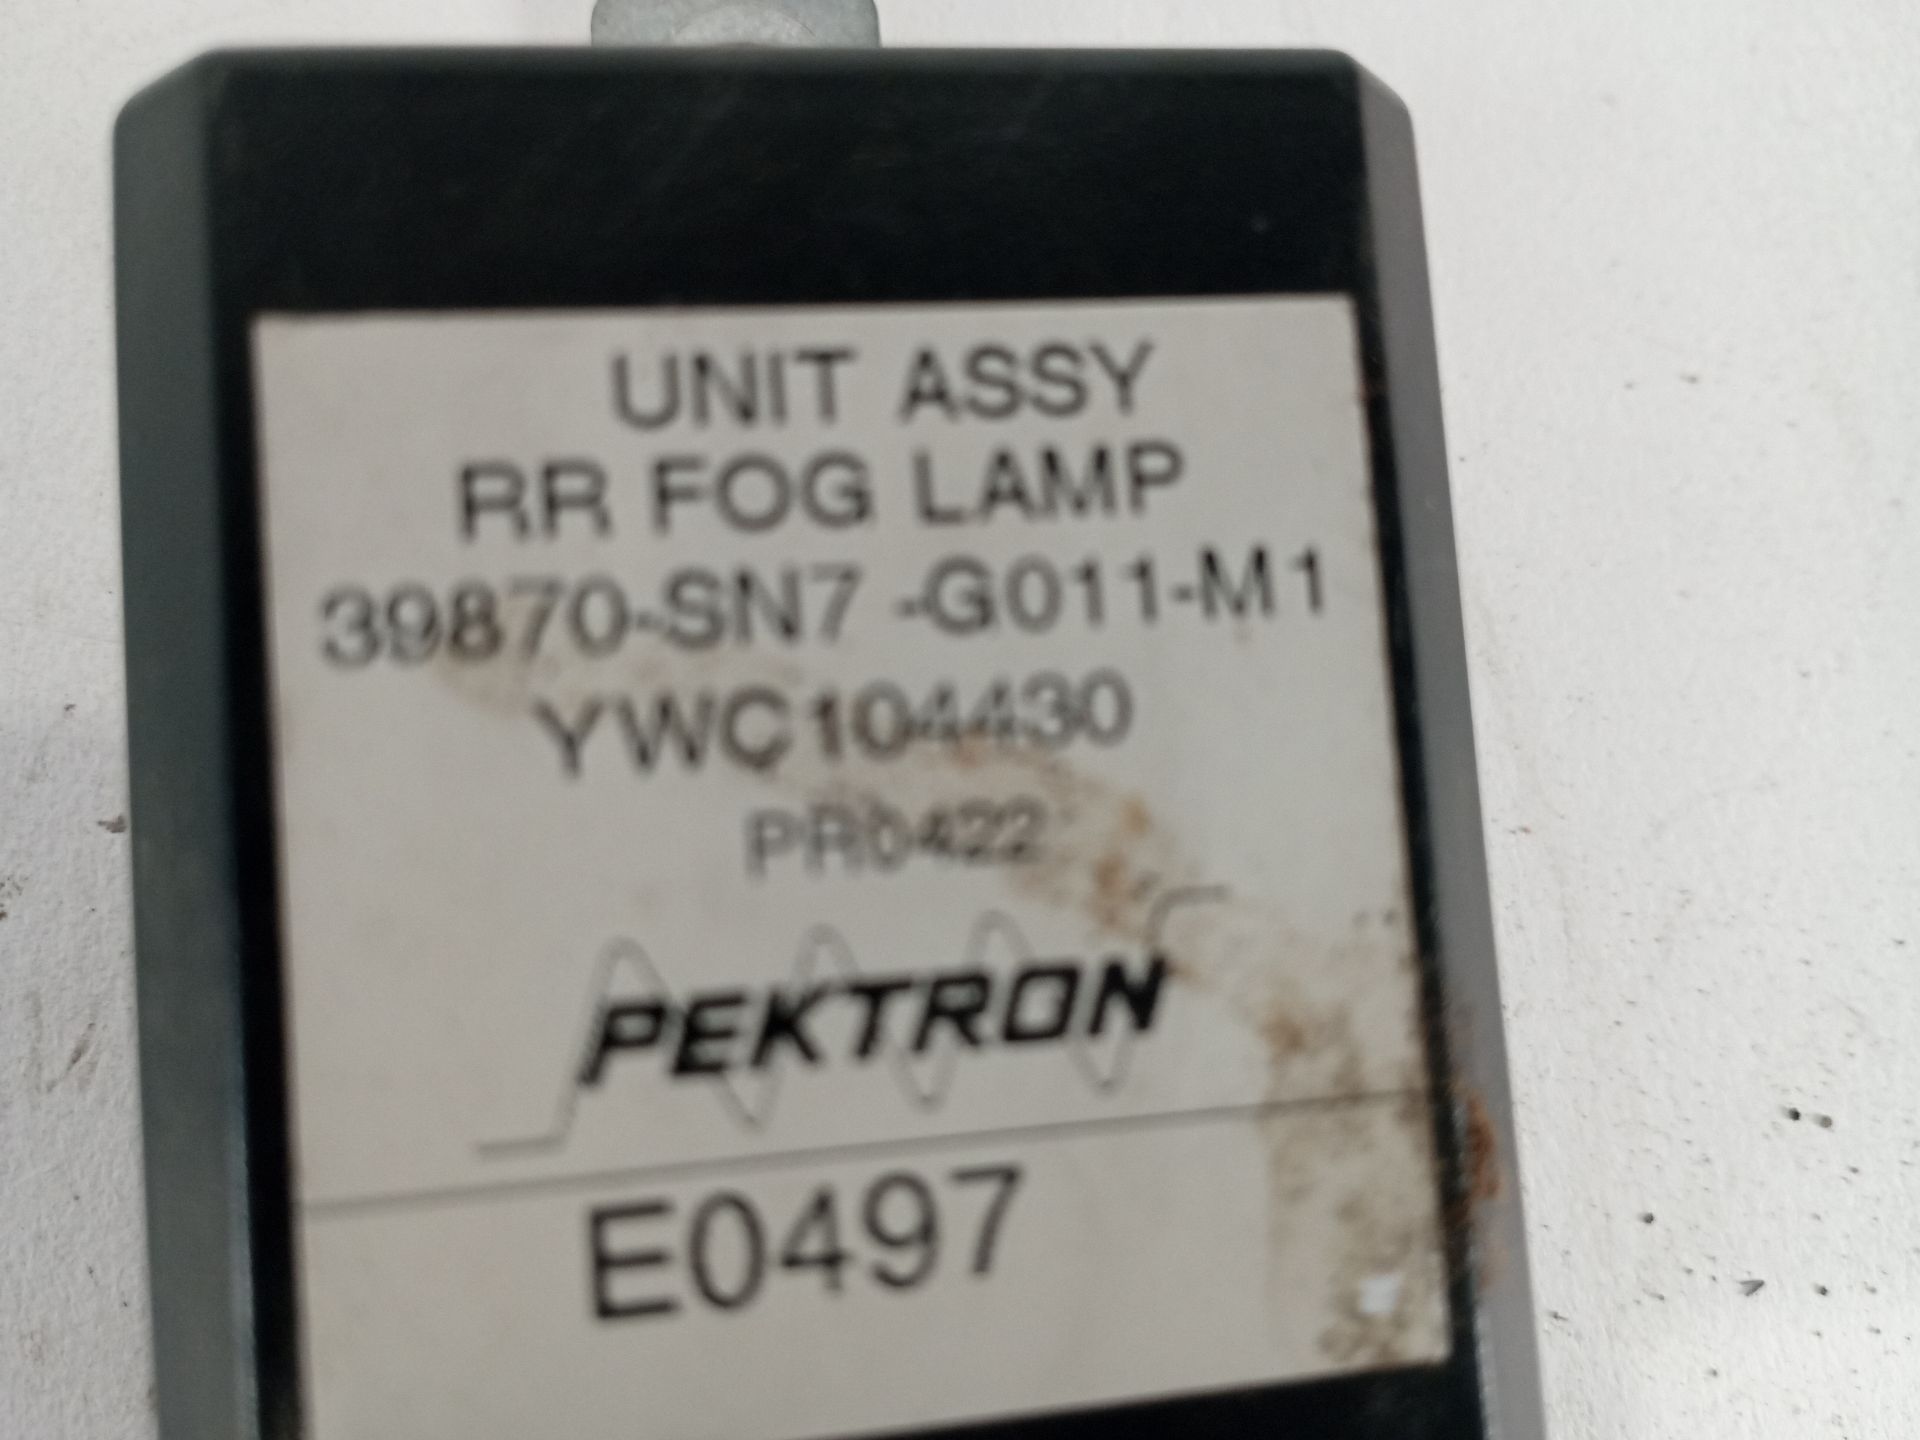 UNIT ASSY
RR FOG LAMP
39870-SN7 -G011-M1
YWC104430
PR0422
PEKTRON
E0497